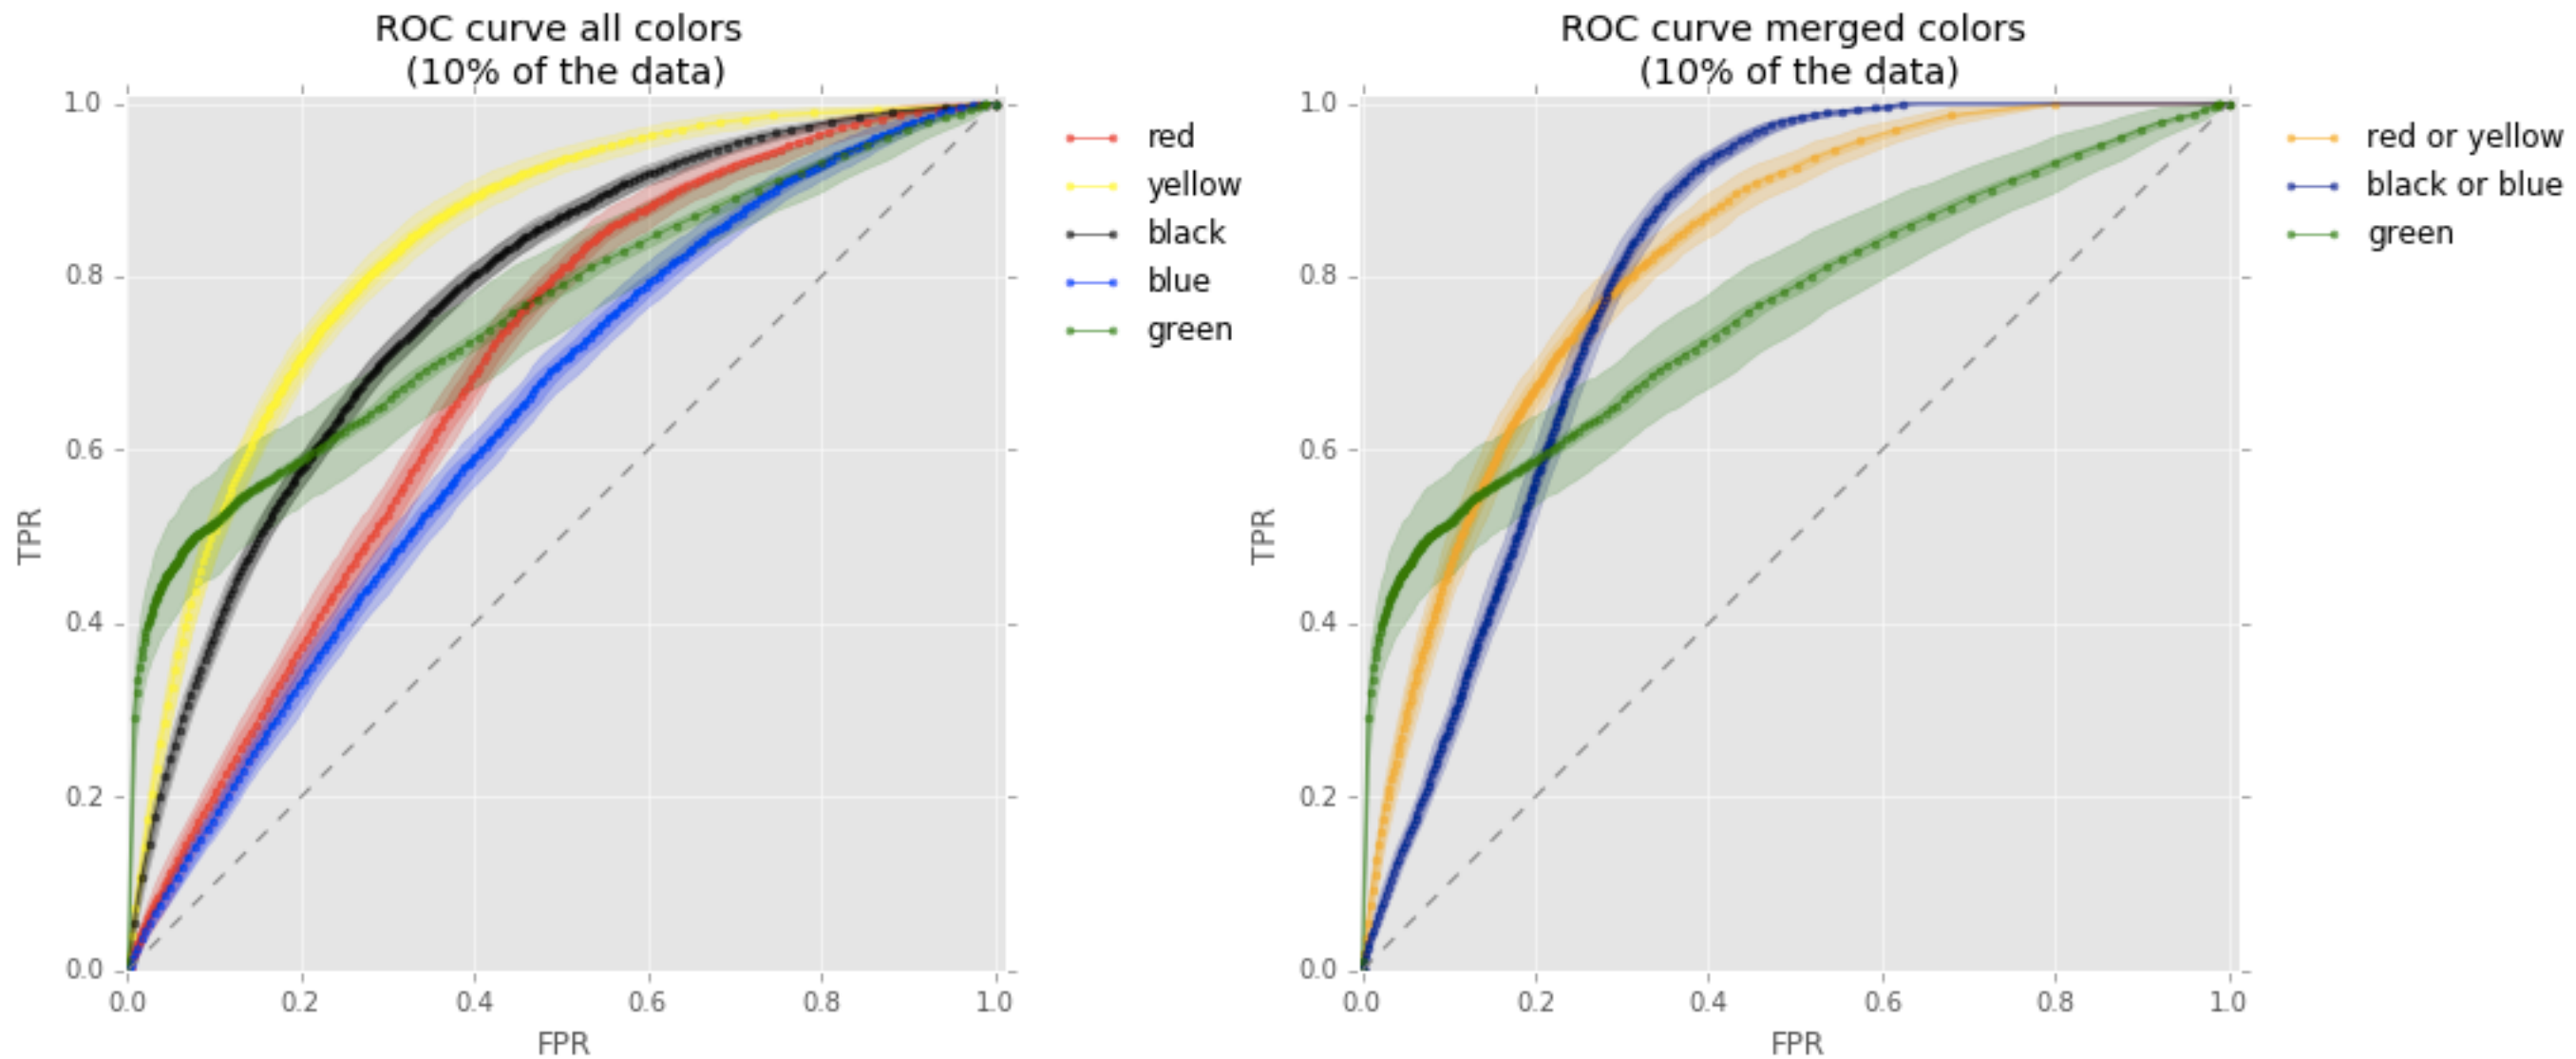 ROC curve all colors
(10% of the data)
1.0
0.8
0.6
0.4
0.2
0.0
TPR
0.0 0.2 0.4 0.6 0.8 1.0
FPR
red
yellow
black
blue
green
ROC curve merged colors
(10% of the data)
1.0
0.8
0.6
0.4
0.2
0.0
TPR
0.0 0.2 0.4 0.6 0.8 1.0
FPR
red or yellow
black or blue
green